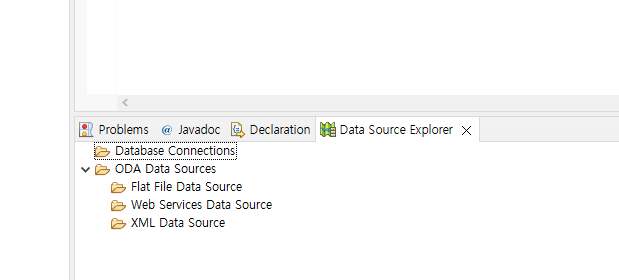 Problems @ Javadoc Declaration Data Source Explorer
Database Connections
ODA Data Sources
Flat File Data Source
Web Services Data Source
XML Data Source